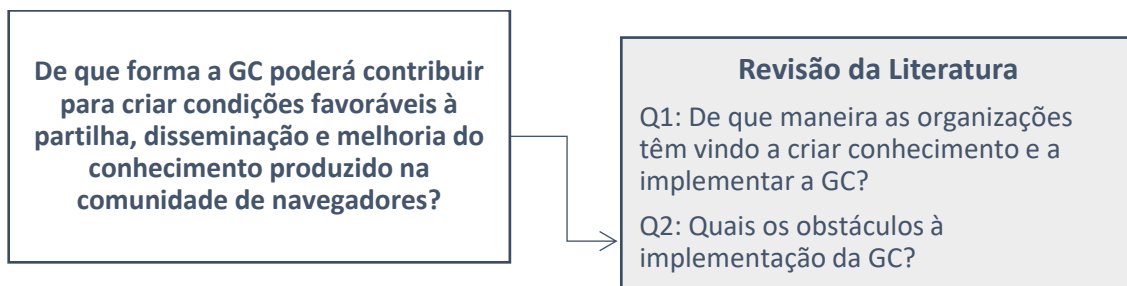 De que forma a GC poderá contribuir
para criar condições favoráveis à
partilha, disseminação e melhoria do
conhecimento produzido na
comunidade de navegadores?
Revisão da Literatura
Q1: De que maneira as organizações
têm vindo a criar conhecimento e a
implementar a GC?
Q2: Quais os obstáculos à
implementação da GC?